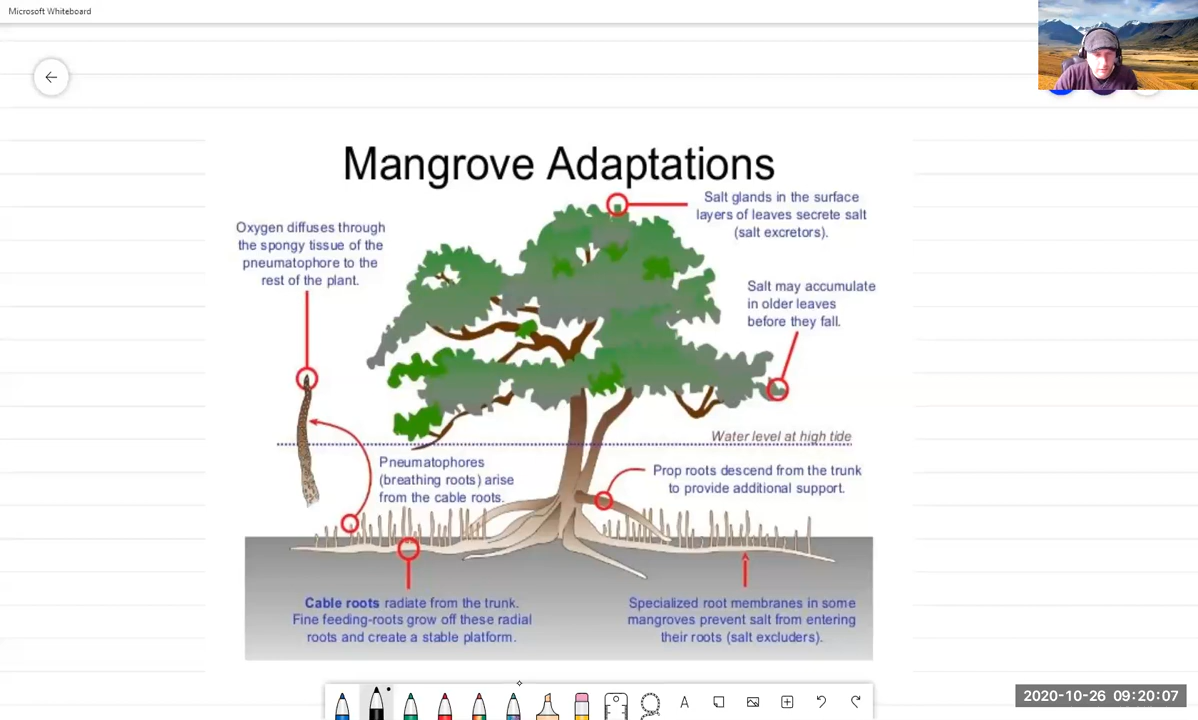 Microsoft Whiteboard
Mangrove Adaptations
Salt glands in the surface
layers of leaves secrete salt
(salt excretors).
Oxygen diffuses through
the spongy tissue of the
pneumatophore to the
rest of the plant.
Salt may accumulate
in older leaves
before they fall.
Water level at high tide
Pneumatophores
(breathing roots) arise
from the cable roots.
Prop roots descend from the trunk
to provide additional support.
Cable roots radiate from the trunk.
Fine feeding-roots grow off these radial
roots and create a stable platform.
Specialized root membranes in some
mangroves prevent salt from entering
their roots (salt excluders).
A
2020-10-26 09:20:07